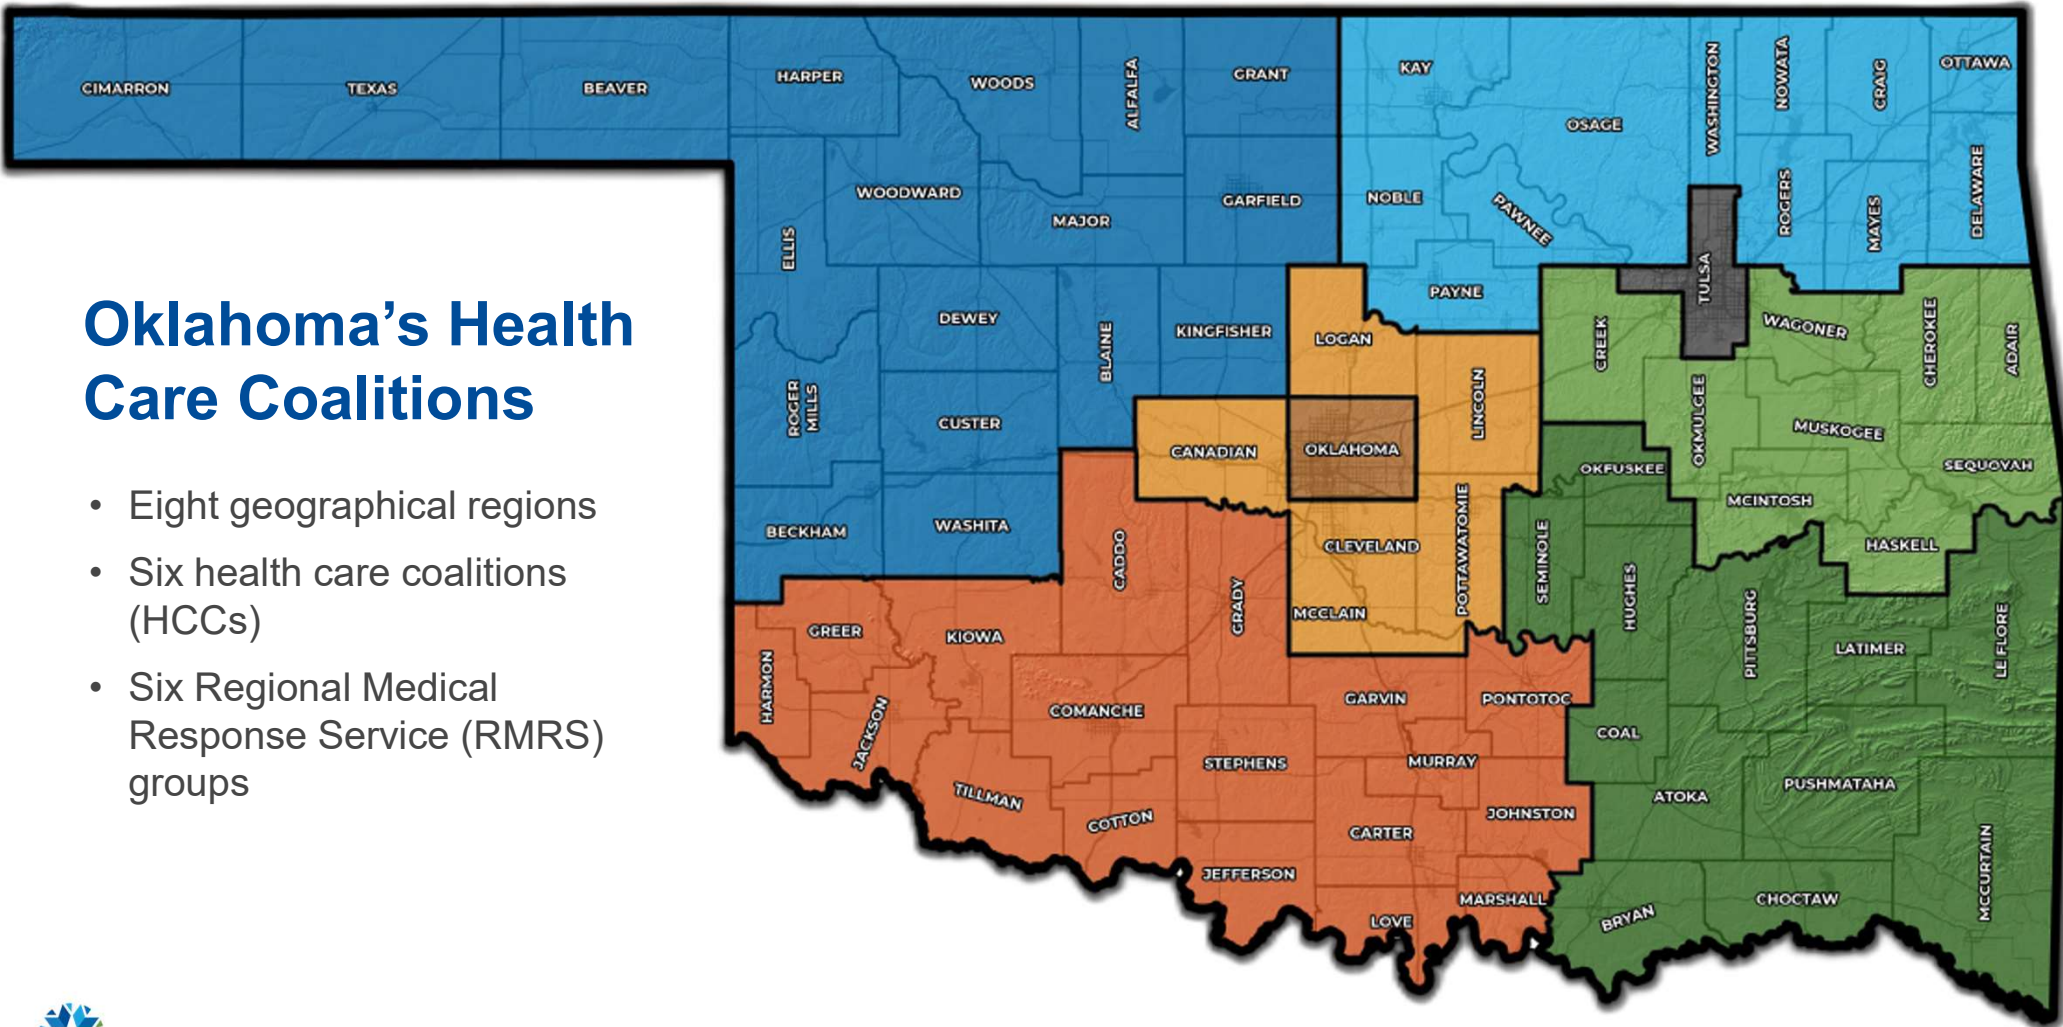 CIMARRON
TEXAS
BEAVER
HARPER
WOODS
ALFALFA
GRANT
KAY
OSAGE
WASHINGTON
NOWATA
CRAIG
OTTAWA
WOODWARD
ELLIS
MAJOR
GARFIELD
NOBLE
PAWNEE
ROGERS
MAYES
DELAWARE
TULSA
PAYNE
DEWEY
BLAINE
KINGFISHER
LOGAN
LINCOLN
CREEK
WAGONER
CHEROKEE
ADAIR
Oklahoma’s Health
Care Coalitions
ROGER
MILLS
CUSTER
CANADIAN
OKLAHOMA
OKMULGEE
MUSKOGEE
SEQUOYAH
OKFUSKEE
MCINTOSH
HASKELL
• Eight geographical regions
• Six health care coalitions
(HCCs)
• Six Regional Medical
Response Service (RMRS)
groups
BECKHAM
WASHITA
CADDO
GRADY
CLEVELAND
POTTAWATOMIE
MCCLAIN
SEMINOLE
HUGHES
PITTSBURG
LATIMER
LE FLORE
HARMON
GREER
KIOWA
JACKSON
COMANCHE
TILLMAN
COTTON
STEPHENS
GARVIN
PONTOTOC
MURRAY
COAL
JOHNSTON
ATOKA
PUSHMATAHA
CARTER
JEFFERSON
LOVE
MARSHALL
BRYAN
CHOCTAW
MCCURTAIN